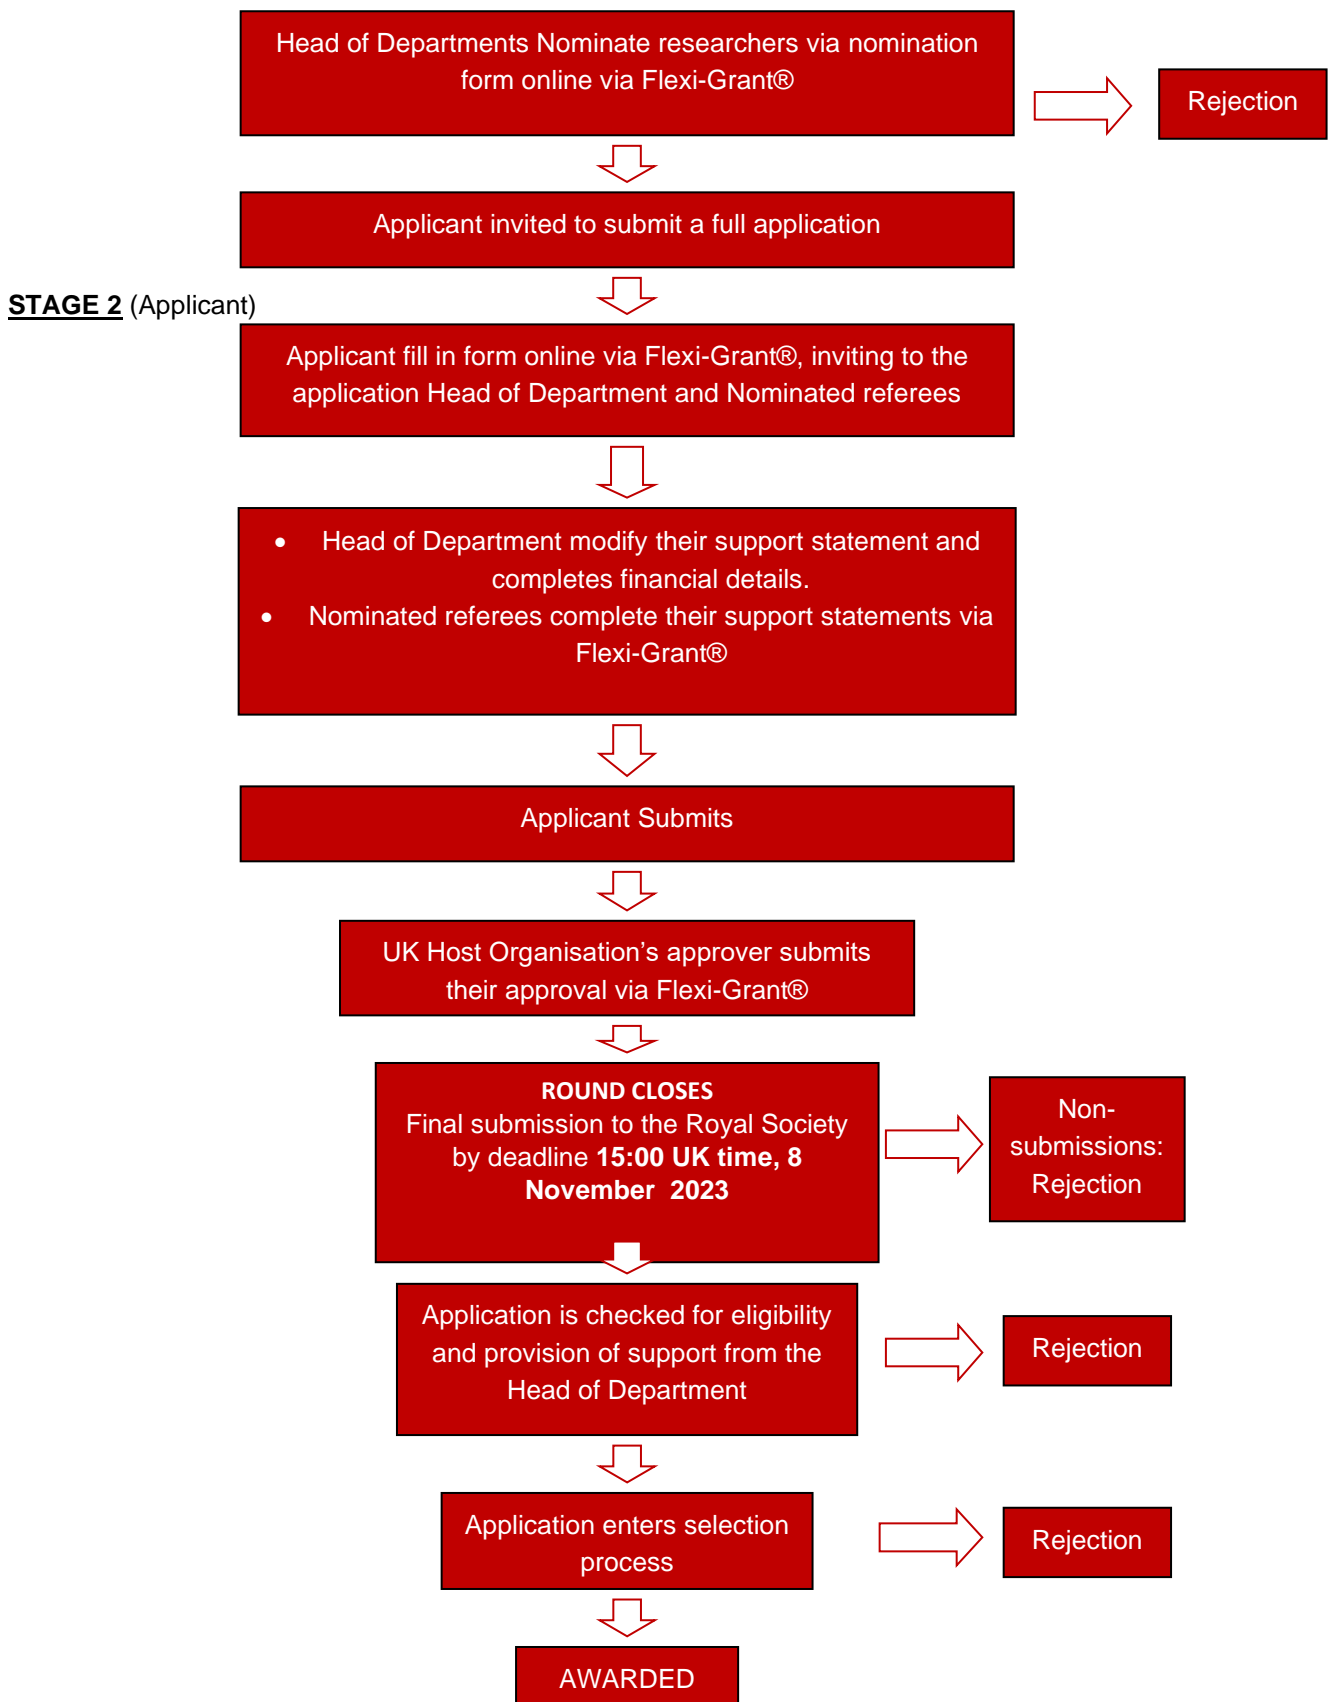 Head of Departments Nominate researchers via nomination
form online via Flexi-Grant®
Rejection
Applicant invited to submit a full application
STAGE 2 (Applicant)
Applicant fill in form online via Flexi-Grant®, inviting to the
application Head of Department and Nominated referees
• Head of Department modify their support statement and
completes financial details.
• Nominated referees complete their support statements via
Flexi-Grant®
Applicant Submits
UK Host Organisation’s approver submits
their approval via Flexi-Grant®
ROUND CLOSES
Final submission to the Royal Society
by deadline 15:00 UK time, 8
November 2023
Non-
submissions:
Rejection
Application is checked for eligibility
and provision of support from the
Head of Department
Rejection
Application enters selection
process
Rejection
AWARDED